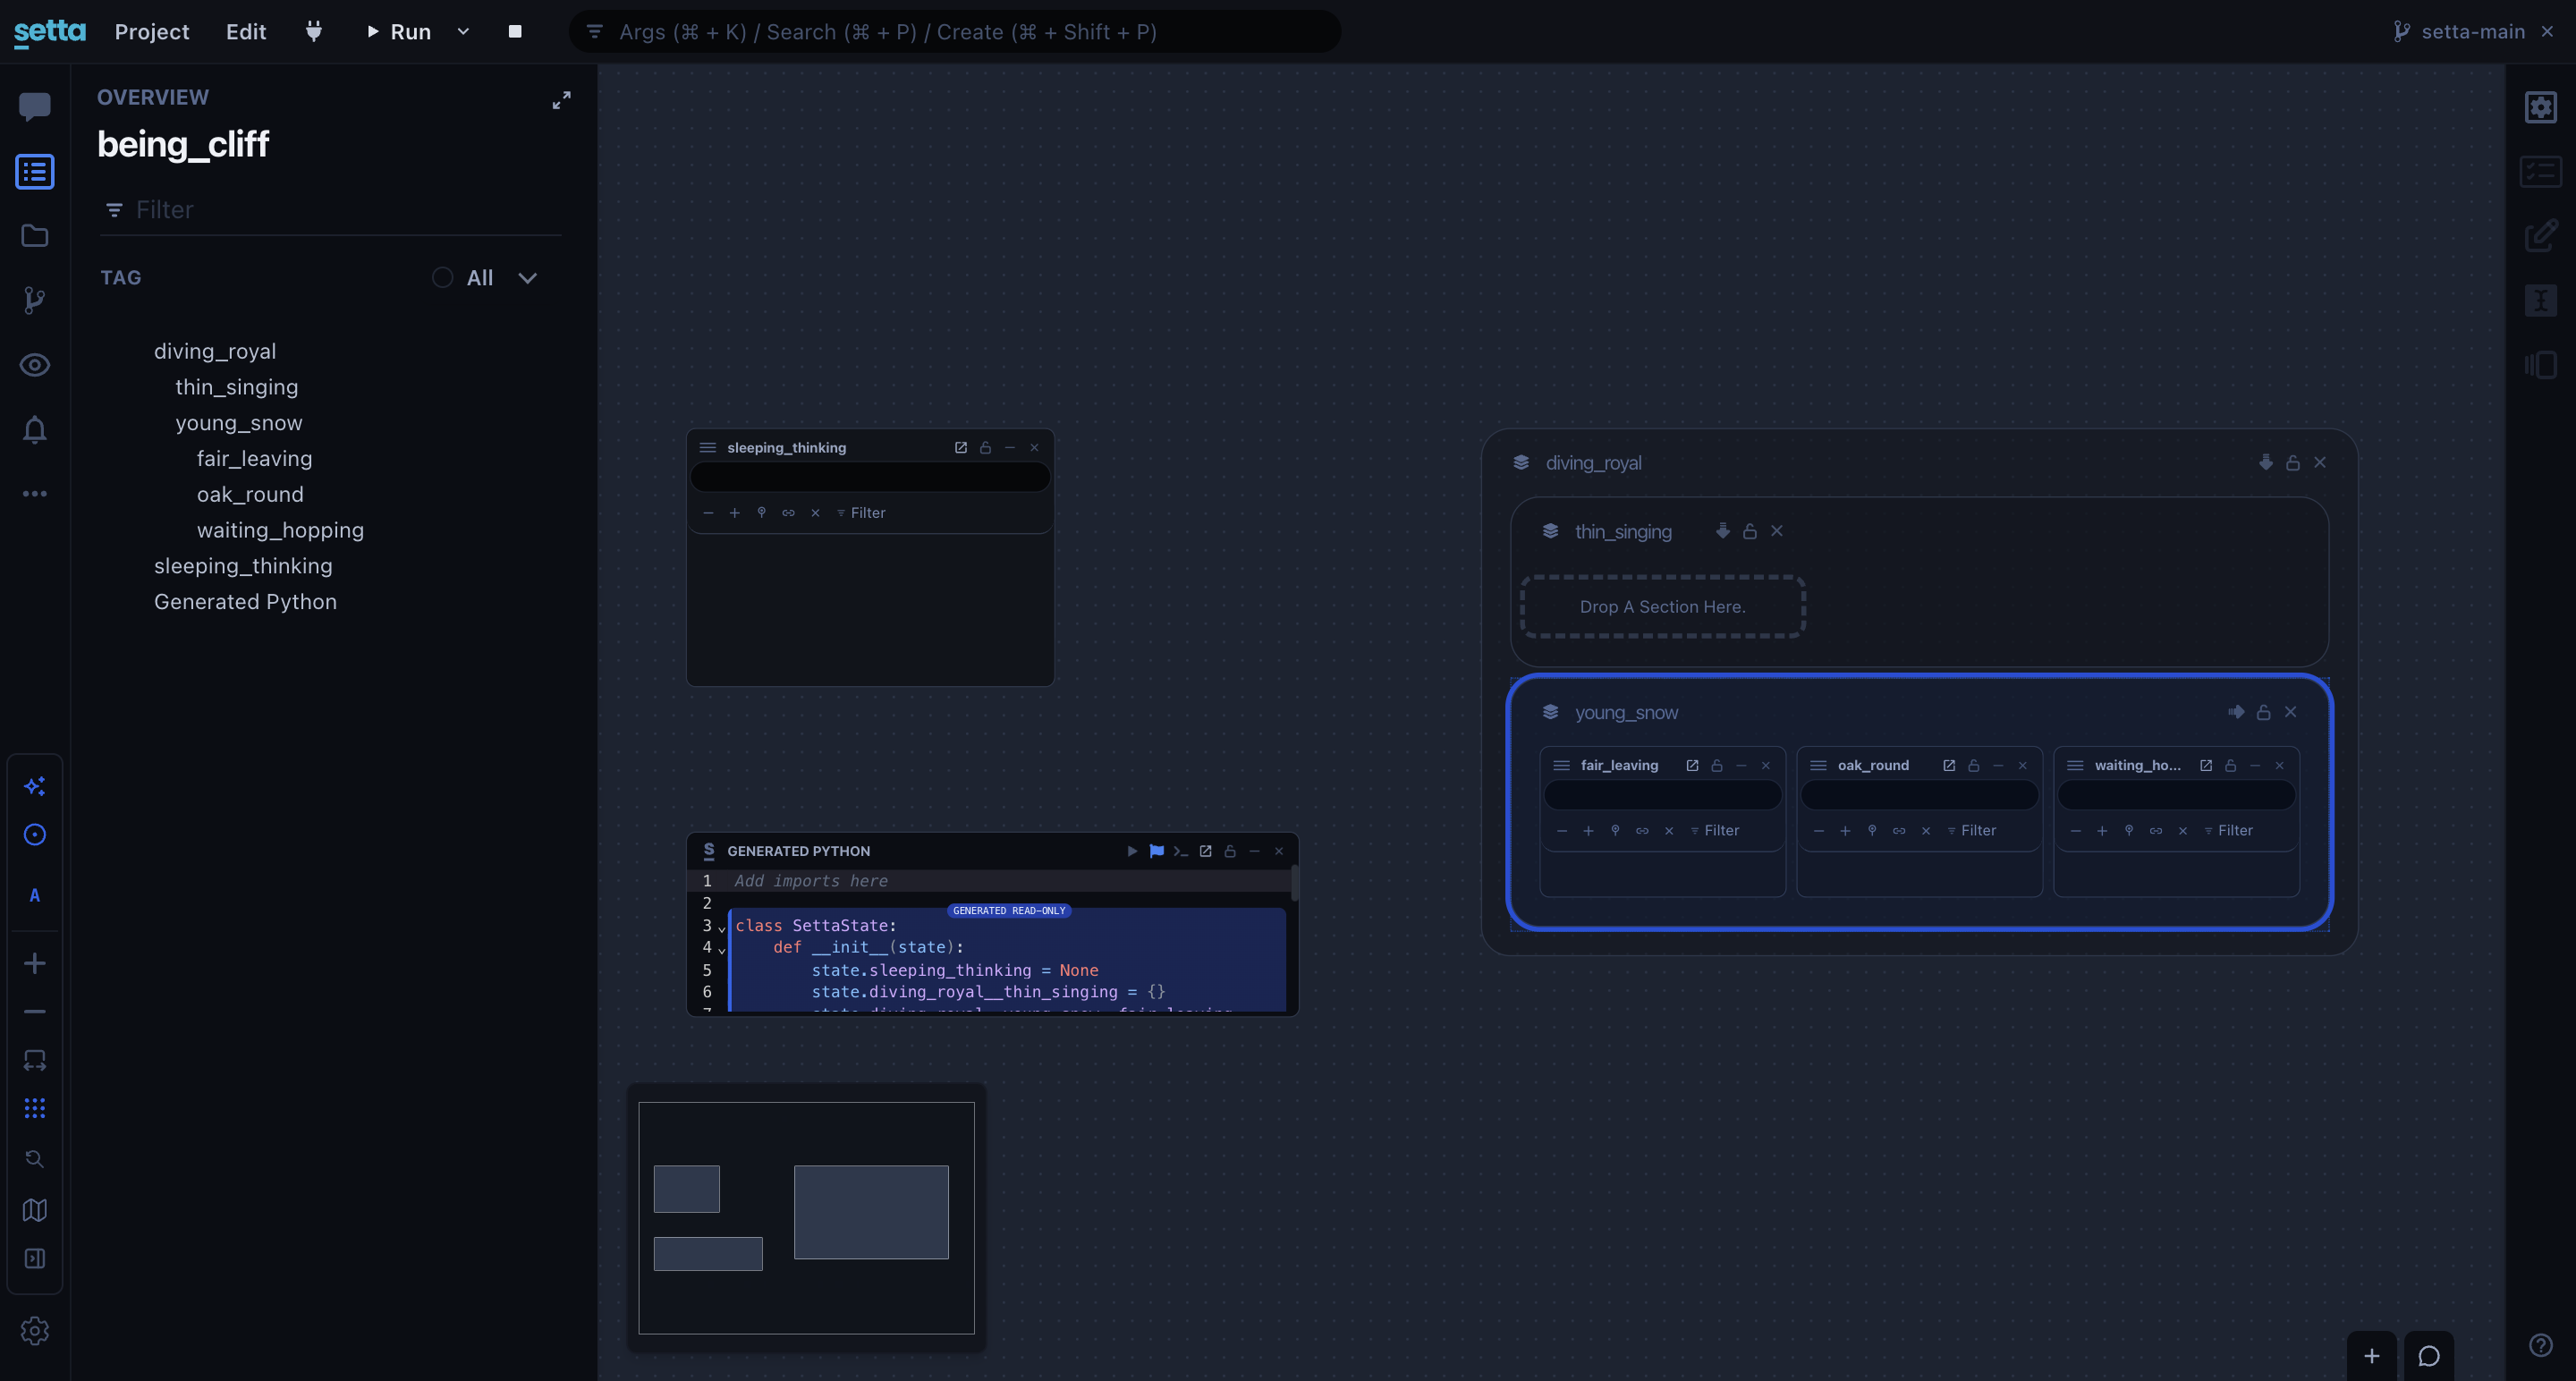 setta Project Edit Run Args (⌘ + K) / Search (⌘ + P) / Create (⌘ + Shift + P) setta-main
OVERVIEW
being_cliff
Filter
TAG All
diving_royal
thin_singing
young_snow
fair_leaving
oak_round
waiting_hopping
sleeping_thinking
Generated Python
A
sleeping_thinking
Filter
GENERATED PYTHON
1 Add imports here
2
GENERATED READ-ONLY
3 class SettaState:
4 def __init__(state):
5 state.sleeping_thinking = None
6 state.diving_royal__thin_singing = {}
diving_royal
thin_singing
Drop A Section Here.
young_snow
fair_leaving oak_round waiting_ho...
Filter Filter Filter